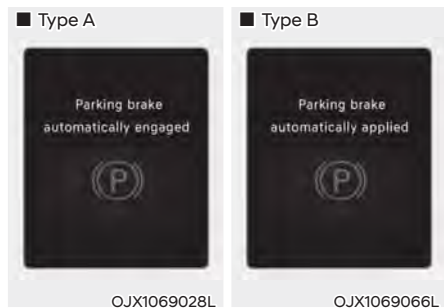 ■ Type A
Parking brake
automatically engaged
(P)
OJX1069028L
■ Type B
Parking brake
automatically applied
(P)
OJX1069066L